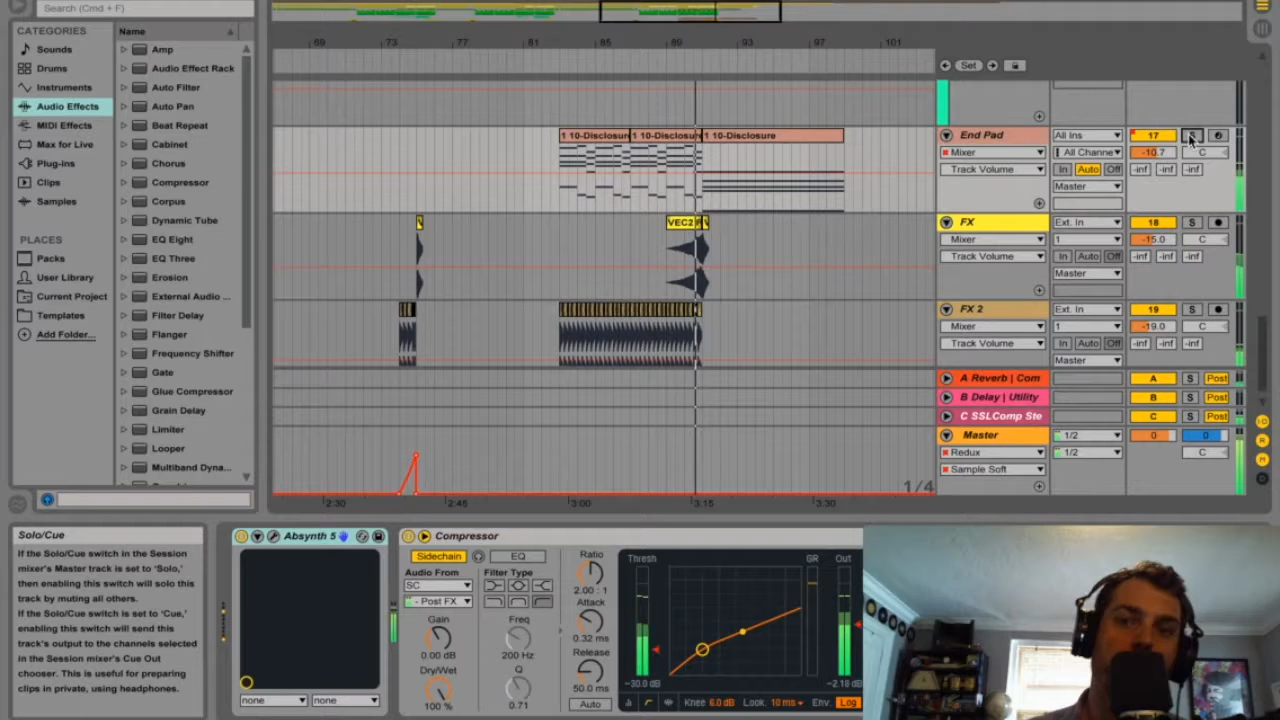 Search (Cmd + F)
CATEGORIES
Sounds
Drums
Instruments
Audio Effects
MIDI Effects
Max for Live
Plug-ins
Clips
Samples
PLACES
Packs
User Library
Current Project
Templates
Add Folder...
Name
Amp
Audio Effect Rack
Auto Filter
Auto Pan
Beat Repeat
Cabinet
Chorus
Compressor
Corpus
Dynamic Tube
EQ Eight
EQ Three
Erosion
External Audio ...
Filter Delay
Flanger
Frequency Shifter
Gate
Glue Compressor
Grain Delay
Limiter
Looper
Multiband Dyna...
69 73 77 81 85 89 93 97 101
Set
1 10-Disclosure 1 10-Disclosure 1 10-Disclosure
End Pad All Ins 17 S
Mixer All Channe -10.7 C
Track Volume In Auto Off -inf -inf -inf
Master
VEC2
FX Ext. In 18 S
Mixer 1 -15.0 C
Track Volume In Auto Off -inf -inf -inf
Master
FX 2 Ext. In 19 S
Mixer 1 -19.0 C
Track Volume In Auto Off -inf -inf -inf
Master
A Reverb | Com A S Post
B Delay | Utility B S Post
C SSLComp Ste C S Post
Master 1/2 0 0
Redux 1/2 C
Sample Soft
1/4
2:30 2:45 3:00 3:15 3:30
Solo/Cue
If the Solo/Cue switch in the Session
mixer's Master track is set to 'Solo,'
then enabling this switch will solo this
track by muting all others.
If the Solo/Cue switch is set to 'Cue,'
enabling this switch will send this
track's output to the channels selected
in the Session mixer's Cue Out
chooser. This is useful for preparing
clips in private, using headphones.
Absynth 5
none none
Compressor
Sidechain EQ
Audio From Filter Type
SC
Post FX
Gain Freq
0.00 dB 200 Hz
Dry/Wet Q
100 % 0.71
Ratio
2.00 : 1
Attack
0.32 ms
Release
50.0 ms
Auto
Thresh GR Out
-30.0 dB -2.18 dB
Knee 6.0 dB Look. 10 ms Env. Log